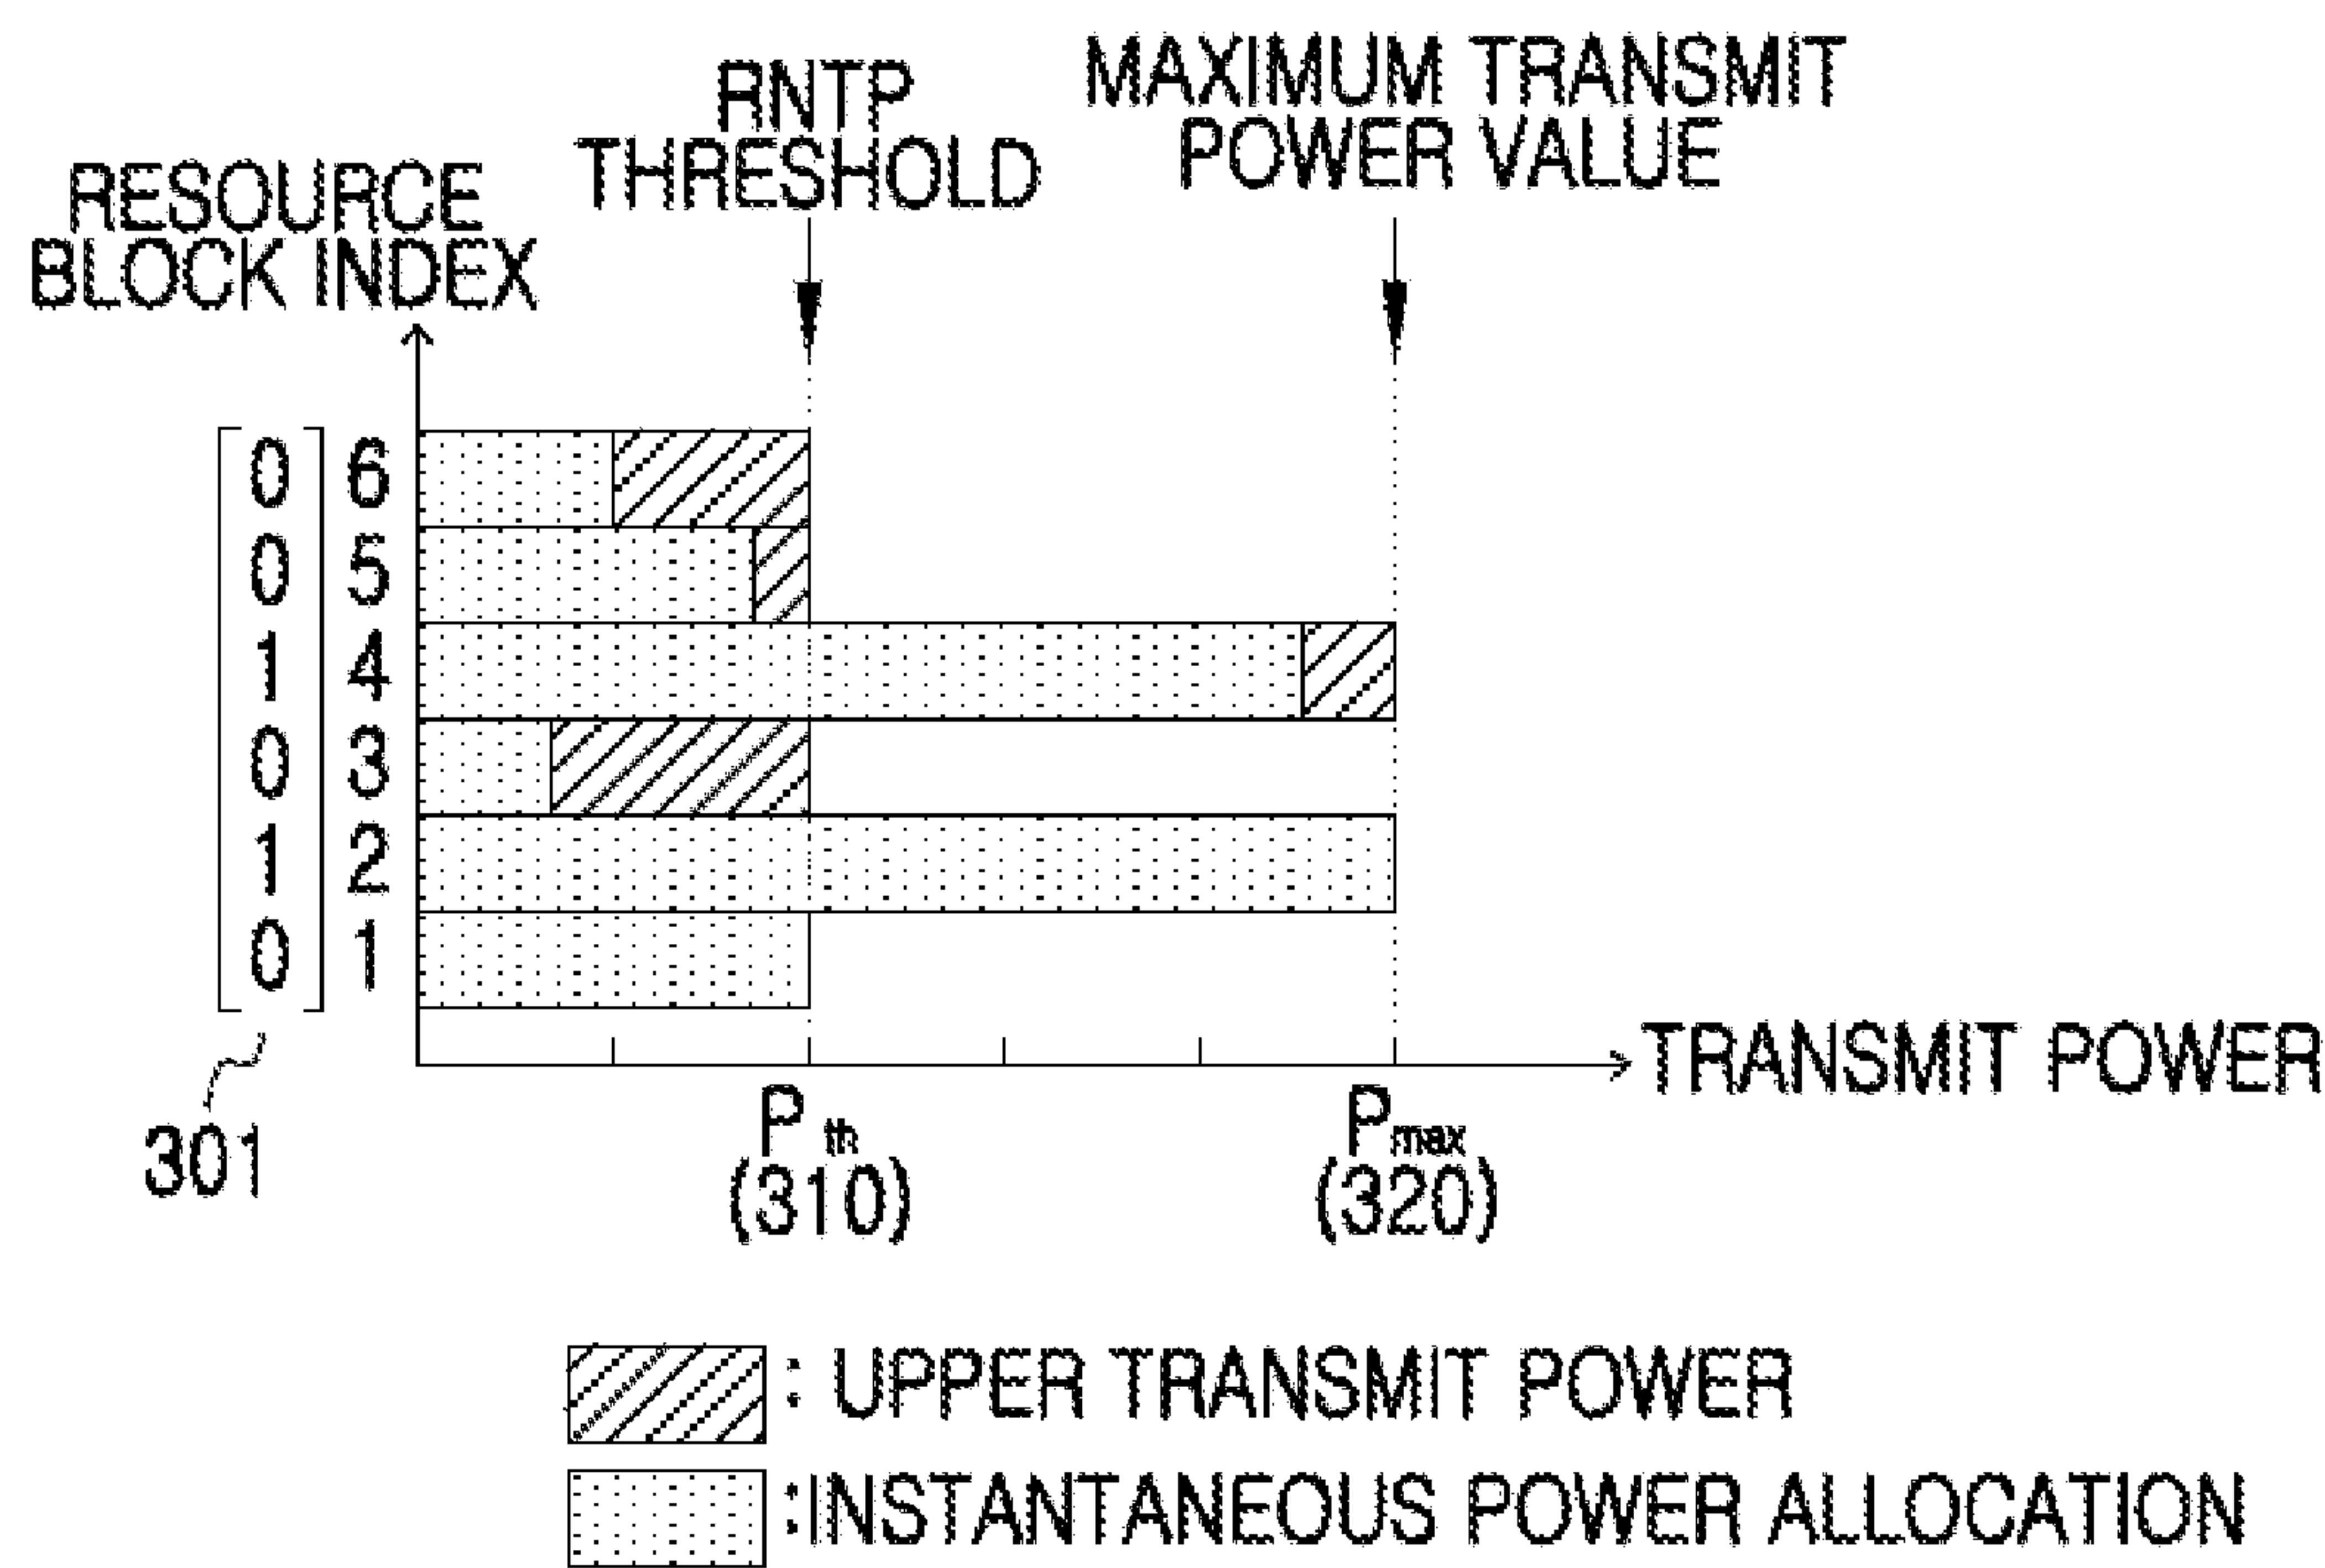 RNTP
THRESHOLD
MAXIMUM TRANSMIT
POWER VALUE
RESOURCE
BLOCK INDEX
0 6
0 5
1 4
0 3
1 2
0 1
TRANSMIT POWER
301
Pth
(310)
Pmax
(320)
: UPPER TRANSMIT POWER
: INSTANTANEOUS POWER ALLOCATION